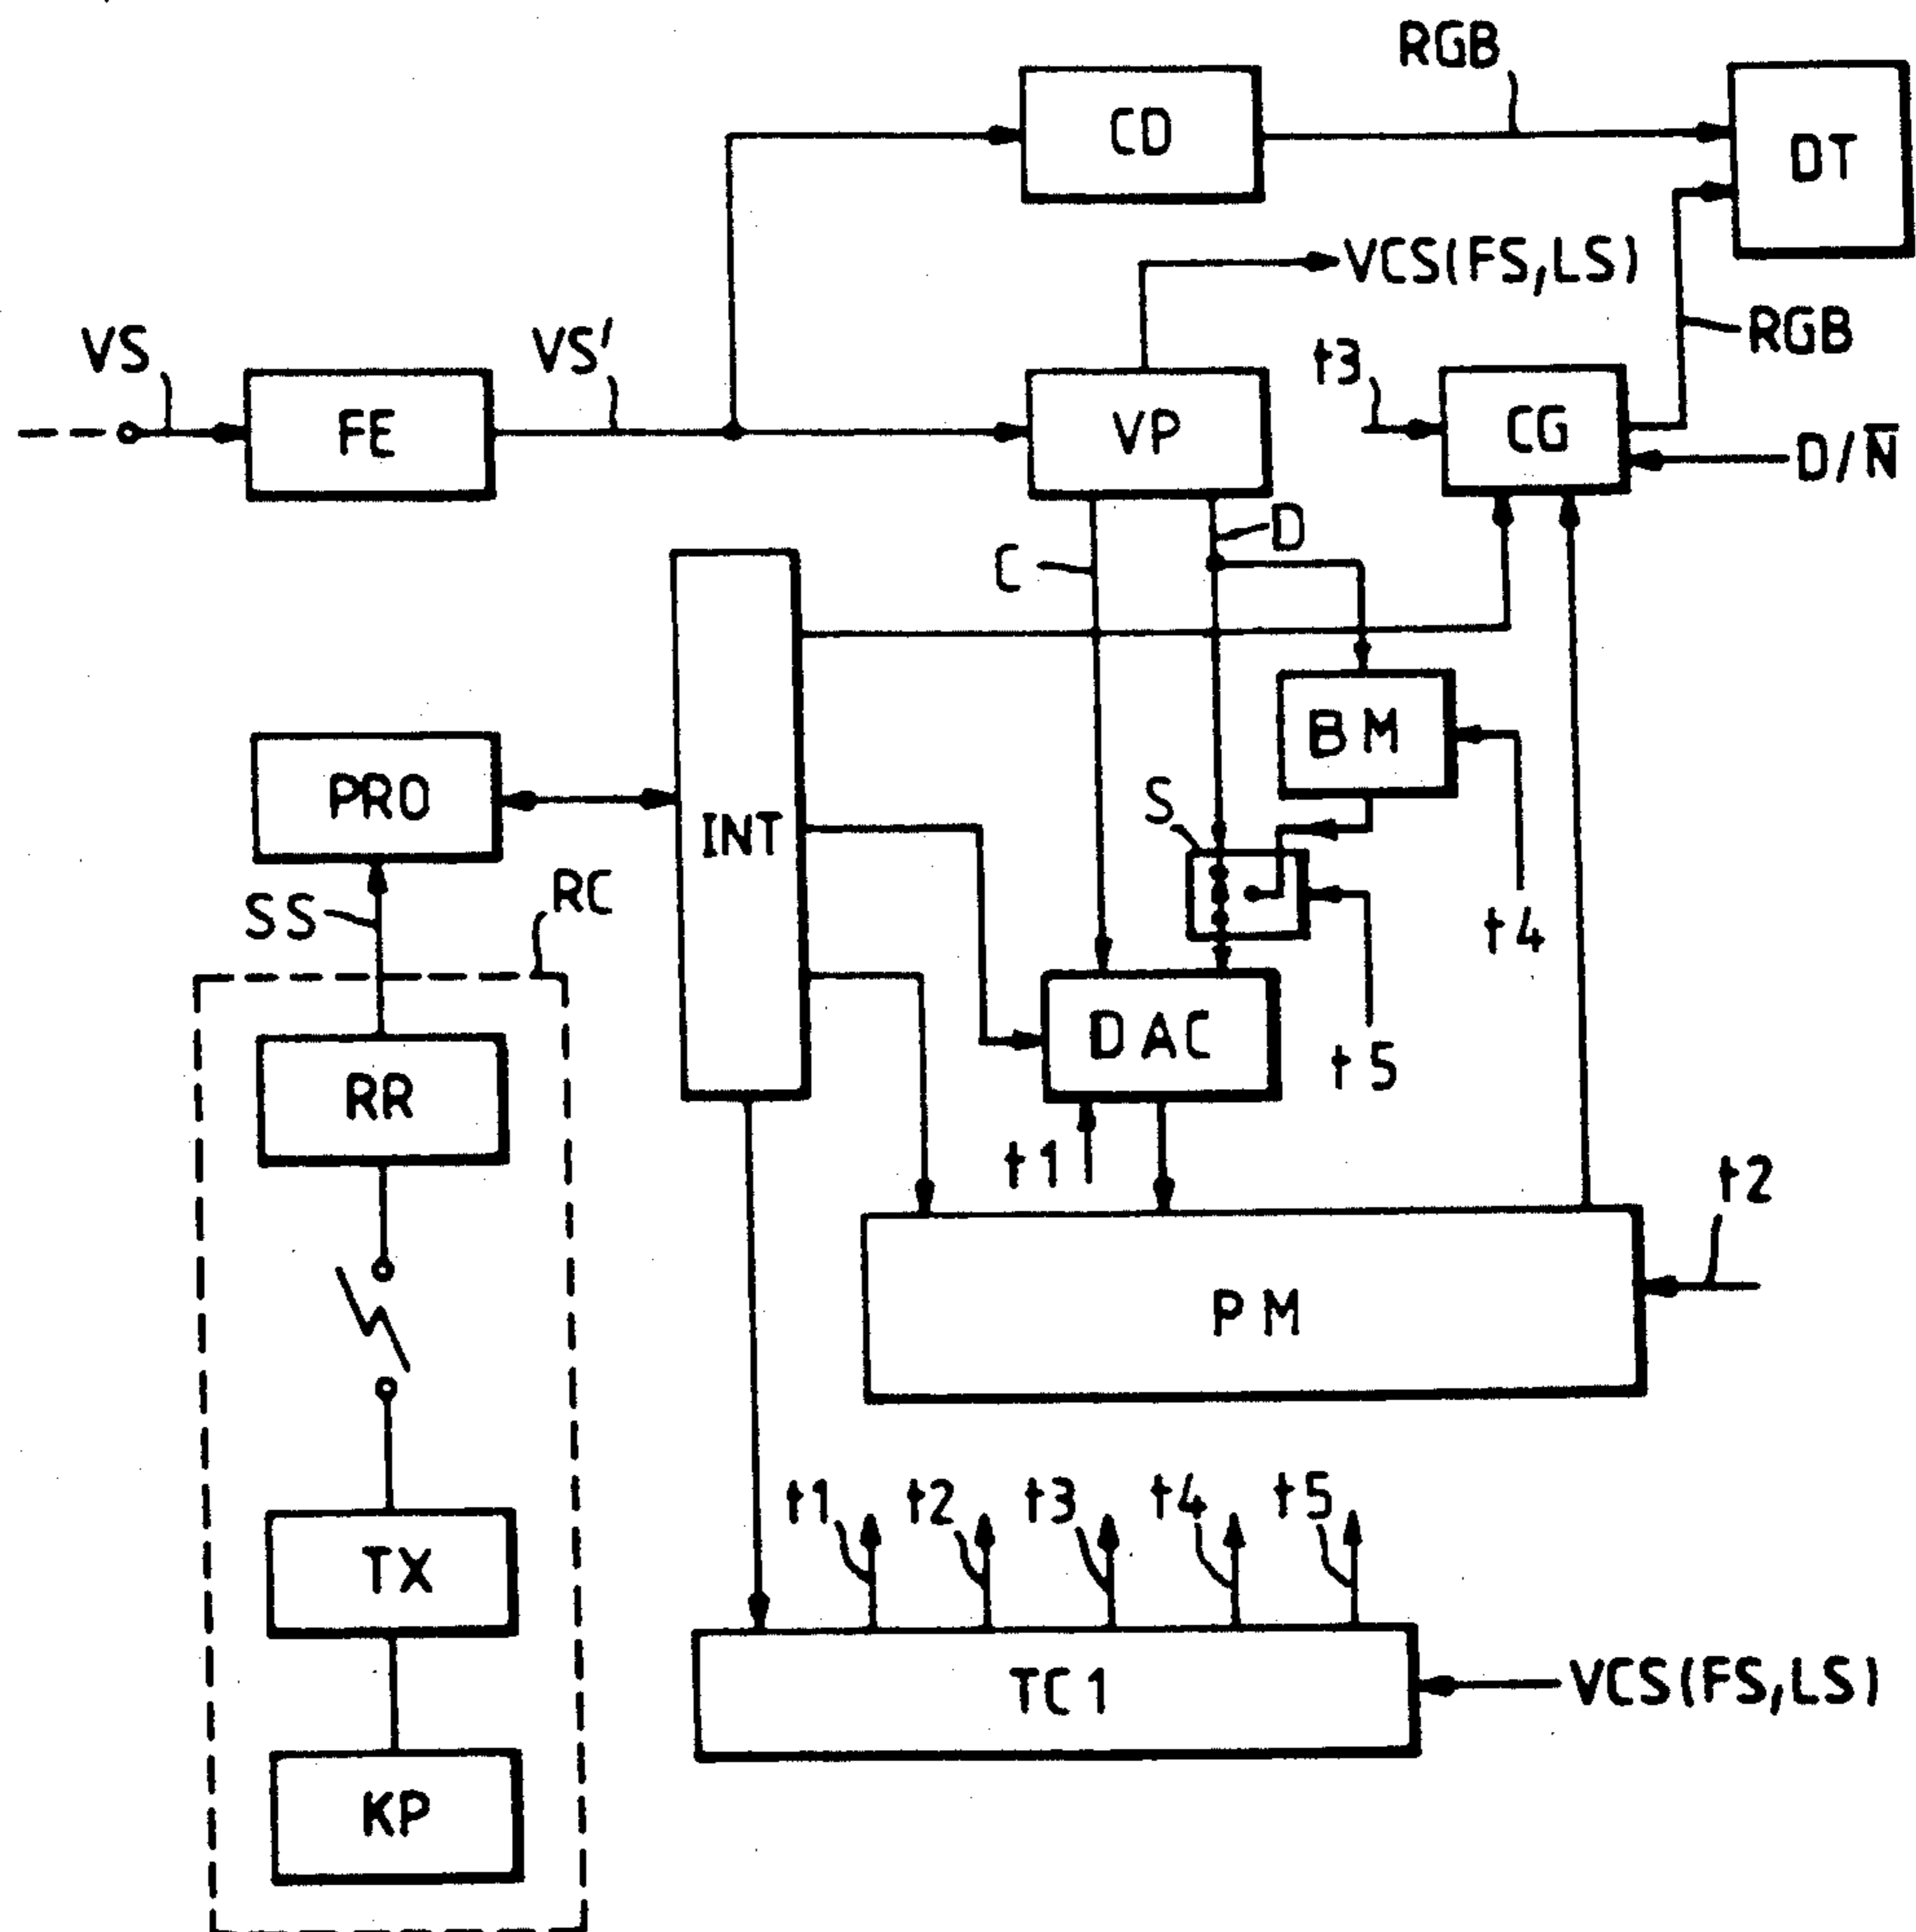 RGB
CD
DT
VCS(FS,LS)
VS
VS'
t3
RGB
FE
VP
CG
D/N̅
D
C
BM
PRO
S
INT
SS
RC
t4
DAC
t5
RR
t1
t2
PM
t1
t2
t3
t4
t5
TX
TC1
VCS(FS,LS)
KP